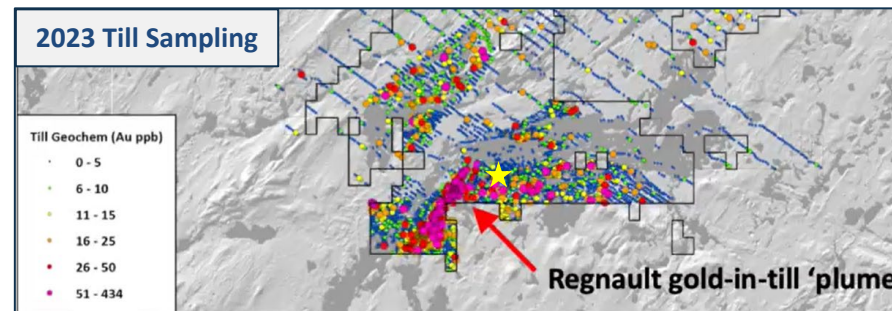 2023 Till Sampling
Till Geochem (Au ppb)
0 - 5
6 - 10
11 - 15
16 - 25
26 - 50
51 - 434
Regnault gold-in-till ‘plume